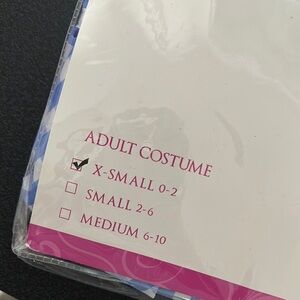 ADULT COSTUME
X-SMALL 0-2
SMALL 2-6
MEDIUM 6-10